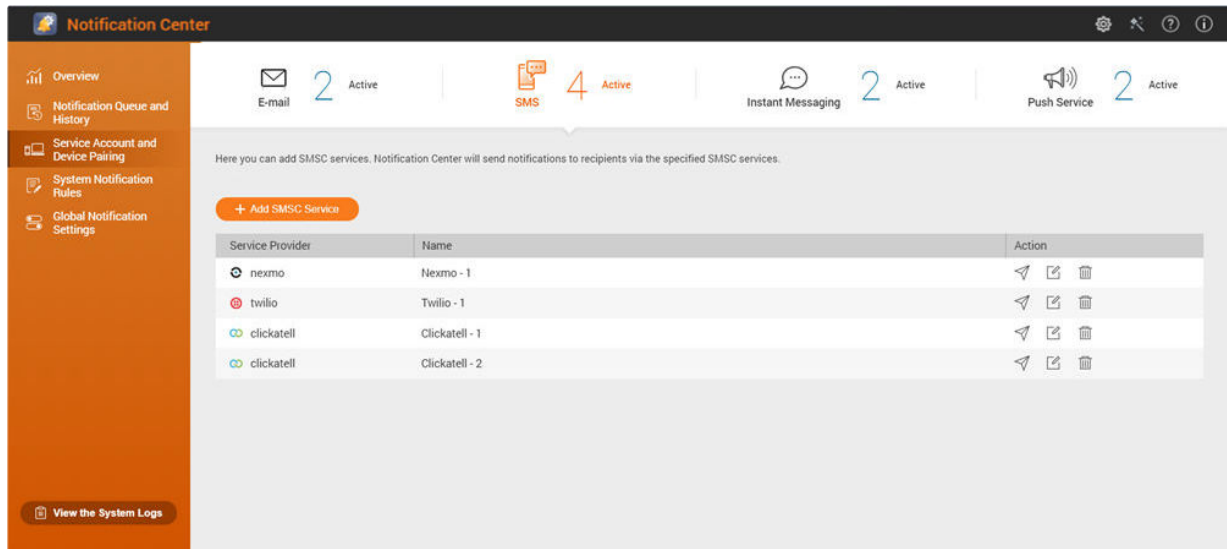 Notification Center
Overview
Notification Queue and
History
Service Account and
Device Pairing
System Notification
Rules
Global Notification
Settings
View the System Logs
E-mail 2 Active
SMS 4 Active
Instant Messaging 2 Active
Push Service 2 Active
Here you can add SMSC services. Notification Center will send notifications to recipients via the specified SMSC services.
+ Add SMSC Service
Service Provider Name Action
nexmo Nexmo - 1
twilio Twilio - 1
clickatell Clickatell - 1
clickatell Clickatell - 2